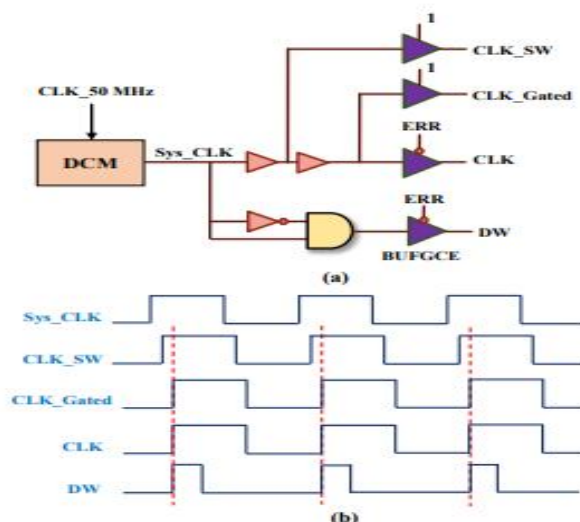 1
CLK_SW
1
CLK_50 MHz
CLK_Gated
ERR
DCM
Sys_CLK
CLK
ERR
DW
BUFGCE
(a)
Sys_CLK
CLK_SW
CLK_Gated
CLK
DW
(b)